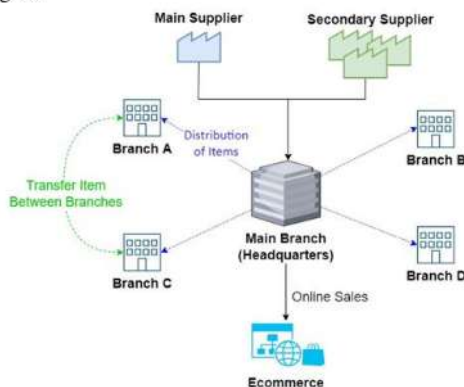 Main Supplier
Secondary Supplier
Branch A
Distribution
of Items
Branch B
Transfer Item
Between Branches
Main Branch
(Headquarters)
Branch C
Branch D
Online Sales
Ecommerce